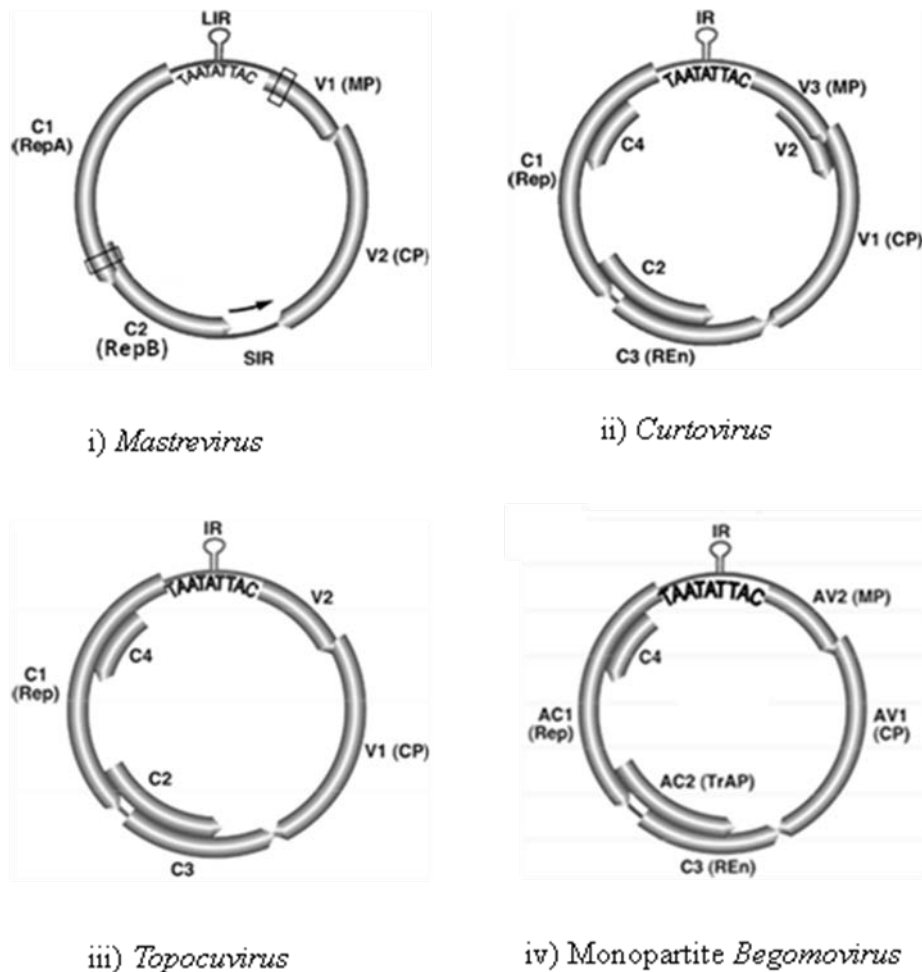 LIR
TAATATTAC
V1 (MP)
C1
(RepA)
V2 (CP)
C2
(RepB)
SIR
i) Mastrevirus
IR
TAATATTAC
V3 (MP)
C4
V2
C1
(Rep)
V1 (CP)
C2
C3 (REn)
ii) Curtovirus
IR
TAATATTAC
V2
C4
C1
(Rep)
V1 (CP)
C2
C3
iii) Topocuvirus
IR
TAATATTAC
AV2 (MP)
C4
AC1
(Rep)
AV1
(CP)
AC2 (TrAP)
C3 (REn)
iv) Monopartite Begomovirus